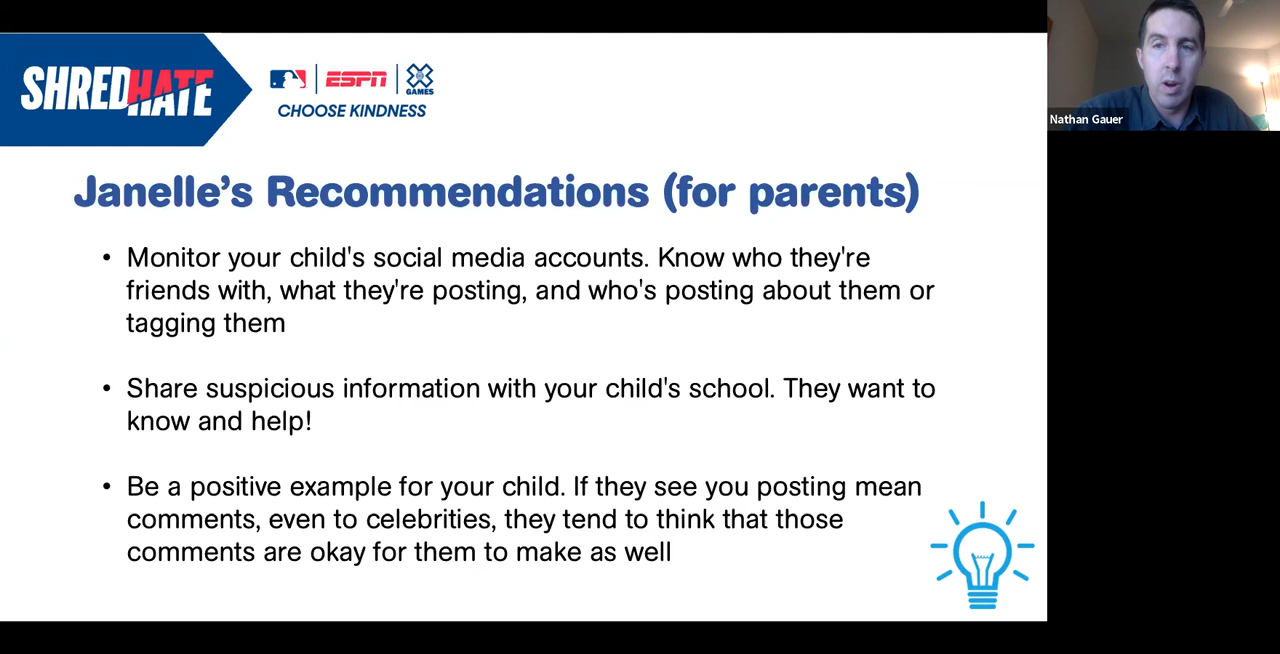 SHREDHATE
ESPN
GAMES
CHOOSE KINDNESS
Nathan Gauer
Janelle's Recommendations (for parents)
• Monitor your child's social media accounts. Know who they're
friends with, what they're posting, and who's posting about them or
tagging them
• Share suspicious information with your child's school. They want to
know and help!
• Be a positive example for your child. If they see you posting mean
comments, even to celebrities, they tend to think that those
comments are okay for them to make as well